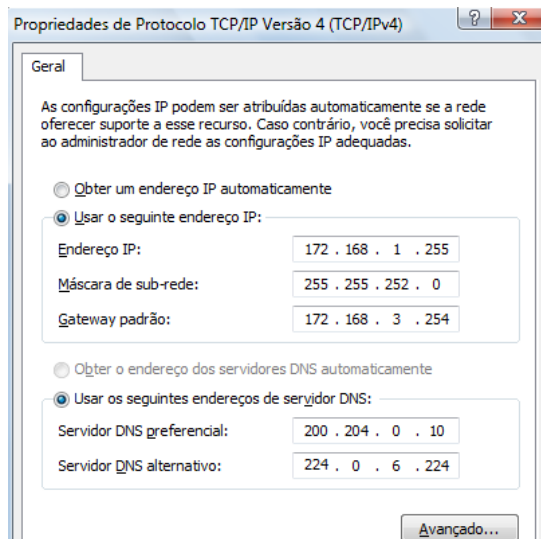 Propriedades de Protocolo TCP/IP Versão 4 (TCP/IPv4)
Geral
As configurações IP podem ser atribuídas automaticamente se a rede
oferecer suporte a esse recurso. Caso contrário, você precisa solicitar
ao administrador de rede as configurações IP adequadas.
Obter um endereço IP automaticamente
Usar o seguinte endereço IP:
Endereço IP: 172 . 168 . 1 . 255
Máscara de sub-rede: 255 . 255 . 252 . 0
Gateway padrão: 172 . 168 . 3 . 254
Obter o endereço dos servidores DNS automaticamente
Usar os seguintes endereços de servidor DNS:
Servidor DNS preferencial: 200 . 204 . 0 . 10
Servidor DNS alternativo: 224 . 0 . 6 . 224
Avançado...